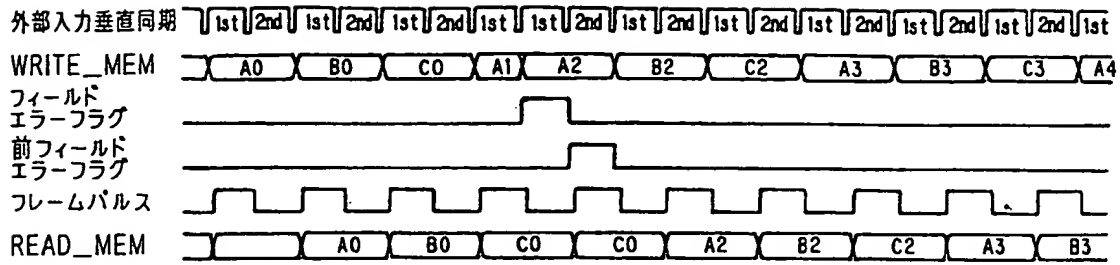 外部入力垂直同期 1st 2nd 1st 2nd 1st 2nd 1st 1st 2nd 1st 2nd 1st 2nd 1st 2nd 1st 2nd 1st 2nd 1st
WRITE_MEM A0 B0 C0 A1 A2 B2 C2 A3 B3 C3 A4
フィールド
エラーフラグ
前フィールド
エラーフラグ
フレームパルス
READ_MEM A0 B0 C0 C0 A2 B2 C2 A3 B3